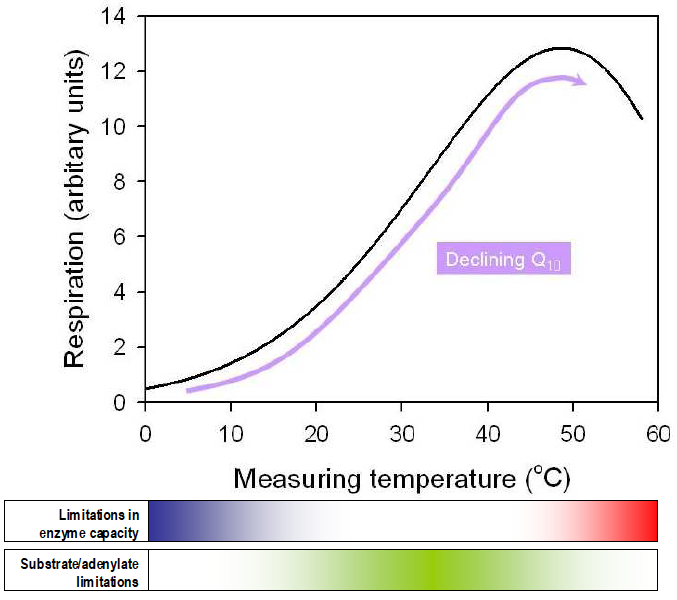 14
12
10
8
6
4
2
0
Respiration (arbitary units)
Declining Q10
0 10 20 30 40 50 60
Measuring temperature (°C)
Limitations in
enzyme capacity
Substrate/adenylate
limitations